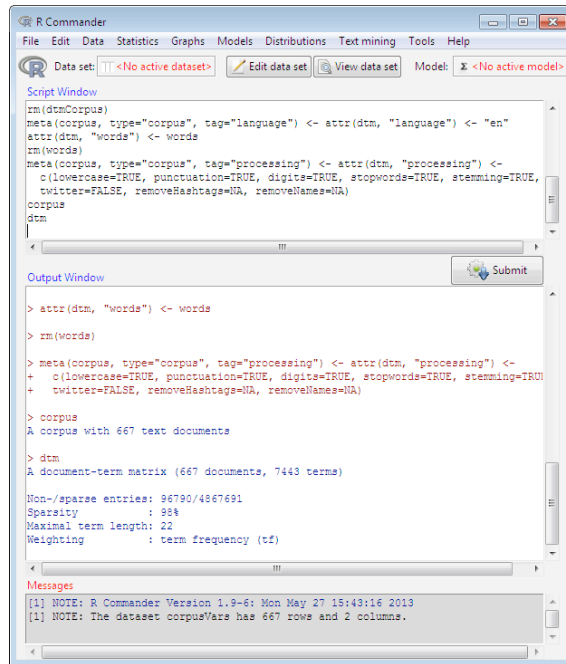 R Commander
File Edit Data Statistics Graphs Models Distributions Text mining Tools Help
Data set: <No active dataset> Edit data set View data set Model: Σ <No active model>
Script Window
rm(dtmCorpus)
meta(corpus, type="corpus", tag="language") <- attr(dtm, "language") <- "en"
attr(dtm, "words") <- words
rm(words)
meta(corpus, type="corpus", tag="processing") <- attr(dtm, "processing") <-
c(lowercase=TRUE, punctuation=TRUE, digits=TRUE, stopwords=TRUE, stemming=TRUE,
twitter=FALSE, removeHashtags=NA, removeNames=NA)
corpus
dtm
Submit
Output Window
> attr(dtm, "words") <- words
> rm(words)
> meta(corpus, type="corpus", tag="processing") <- attr(dtm, "processing") <-
+ c(lowercase=TRUE, punctuation=TRUE, digits=TRUE, stopwords=TRUE, stemming=TRUE
+ twitter=FALSE, removeHashtags=NA, removeNames=NA)
> corpus
A corpus with 667 text documents
> dtm
A document-term matrix (667 documents, 7443 terms)
Non-/sparse entries: 96790/4867691
Sparsity : 98%
Maximal term length: 22
Weighting : term frequency (tf)
Messages
[1] NOTE: R Commander Version 1.9-6: Mon May 27 15:43:16 2013
[1] NOTE: The dataset corpusVars has 667 rows and 2 columns.